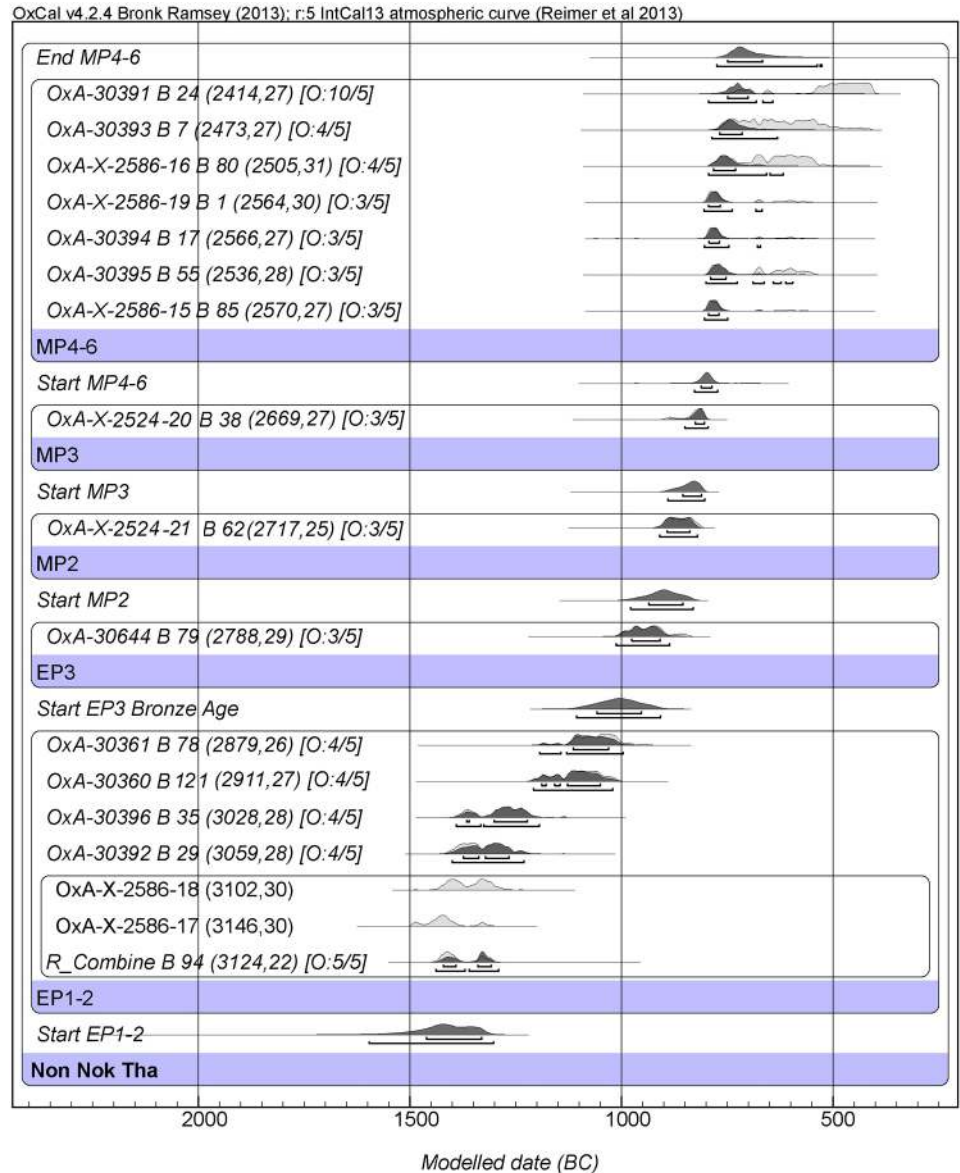 OxCal v4.2.4 Bronk Ramsey (2013); r:5 IntCal13 atmospheric curve (Reimer et al 2013)
End MP4-6
OxA-30391 B 24 (2414,27) [O:10/5]
OxA-30393 B 7 (2473,27) [O:4/5]
OxA-X-2586-16 B 80 (2505,31) [O:4/5]
OxA-X-2586-19 B 1 (2564,30) [O:3/5]
OxA-30394 B 17 (2566,27) [O:3/5]
OxA-30395 B 55 (2536,28) [O:3/5]
OxA-X-2586-15 B 85 (2570,27) [O:3/5]
MP4-6
Start MP4-6
OxA-X-2524-20 B 38 (2669,27) [O:3/5]
MP3
Start MP3
OxA-X-2524-21 B 62(2717,25) [O:3/5]
MP2
Start MP2
OxA-30644 B 79 (2788,29) [O:3/5]
EP3
Start EP3 Bronze Age
OxA-30361 B 78 (2879,26) [O:4/5]
OxA-30360 B 121 (2911,27) [O:4/5]
OxA-30396 B 35 (3028,28) [O:4/5]
OxA-30392 B 29 (3059,28) [O:4/5]
OxA-X-2586-18 (3102,30)
OxA-X-2586-17 (3146,30)
R_Combine B 94 (3124,22) [O:5/5]
EP1-2
Start EP1-2
Non Nok Tha
2000 1500 1000 500
Modelled date (BC)